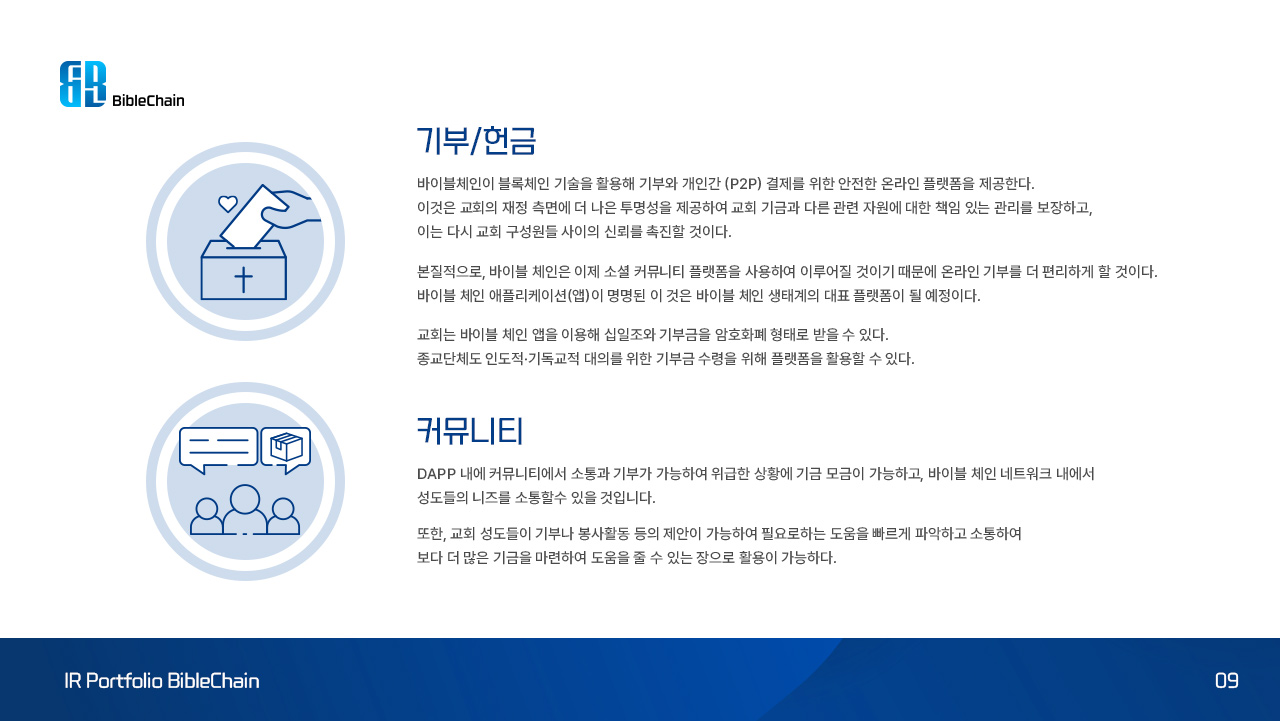 BibleChain
기부/헌금
바이블체인이 블록체인 기술을 활용해 기부와 개인간 (P2P) 결제를 위한 안전한 온라인 플랫폼을 제공한다.
이것은 교회의 재정 측면에 더 나은 투명성을 제공하여 교회 기금과 다른 관련 자원에 대한 책임 있는 관리를 보장하고,
이는 다시 교회 구성원들 사이의 신뢰를 촉진할 것이다.
본질적으로, 바이블 체인은 이제 소셜 커뮤니티 플랫폼을 사용하여 이루어질 것이기 때문에 온라인 기부를 더 편리하게 할 것이다.
바이블 체인 애플리케이션(앱)이 명명된 이 것은 바이블 체인 생태계의 대표 플랫폼이 될 예정이다.
교회는 바이블 체인 앱을 이용해 십일조와 기부금을 암호화폐 형태로 받을 수 있다.
종교단체도 인도적·기독교적 대의를 위한 기부금 수령을 위해 플랫폼을 활용할 수 있다.
커뮤니티
DAPP 내에 커뮤니티에서 소통과 기부가 가능하여 위급한 상황에 기금 모금이 가능하고, 바이블 체인 네트워크 내에서
성도들의 니즈를 소통할수 있을 것입니다.
또한, 교회 성도들이 기부나 봉사활동 등의 제안이 가능하여 필요로하는 도움을 빠르게 파악하고 소통하여
보다 더 많은 기금을 마련하여 도움을 줄 수 있는 장으로 활용이 가능하다.
IR Portfolio BibleChain
09